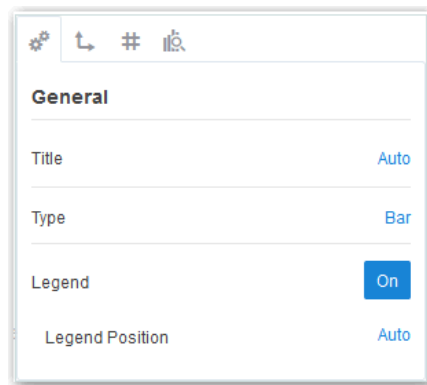 General
Title Auto
Type Bar
Legend On
Legend Position Auto